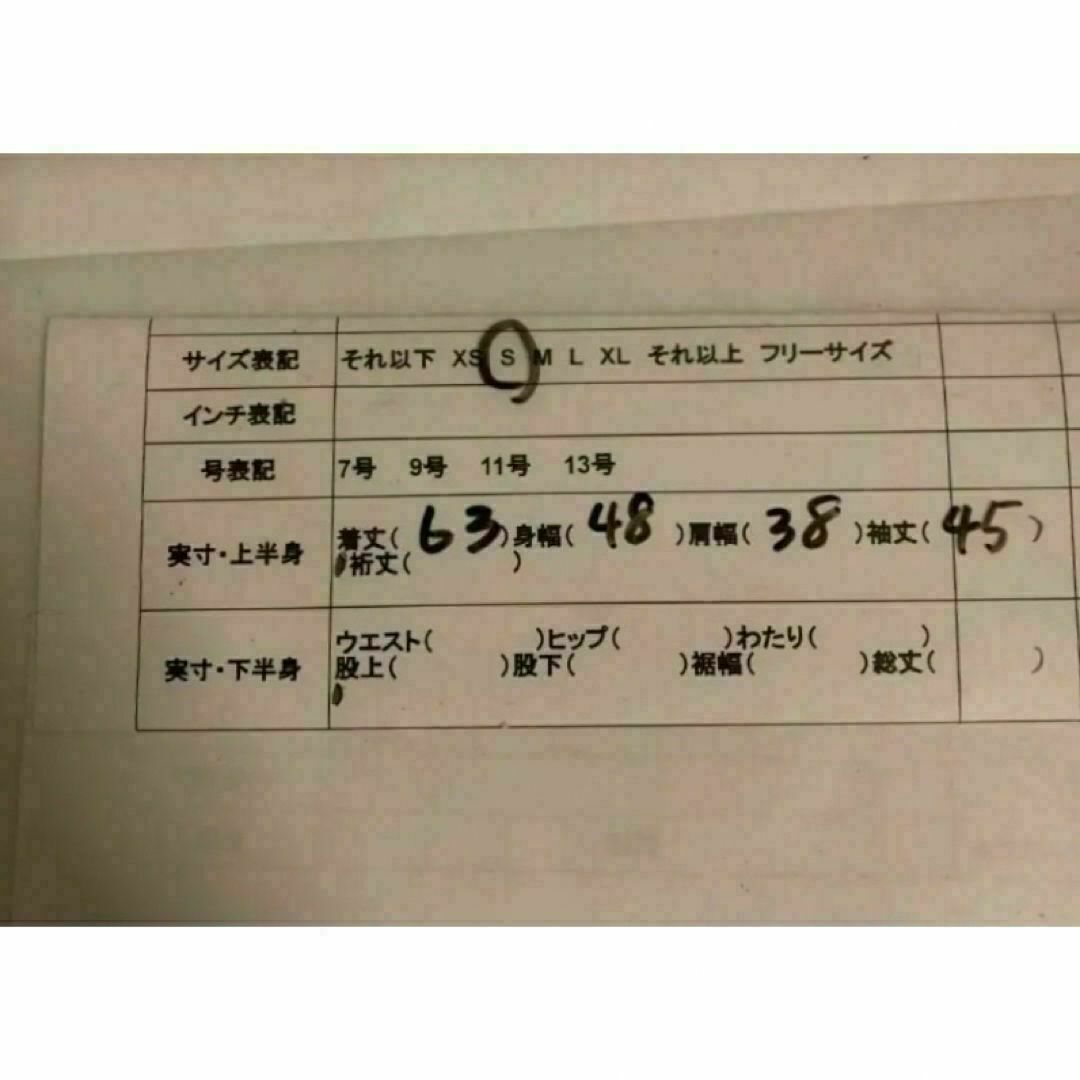 サイズ表記 それ以下 XS S M L XL それ以上 フリーサイズ
インチ表記
号表記 7号 9号 11号 13号
実寸・上半身 着丈( 63 )身幅( 48 )肩幅( 38 )袖丈( 45 )
裄丈( )
実寸・下半身 ウエスト( )ヒップ( )わたり( )
股上( )股下( )裾幅( )総丈( )